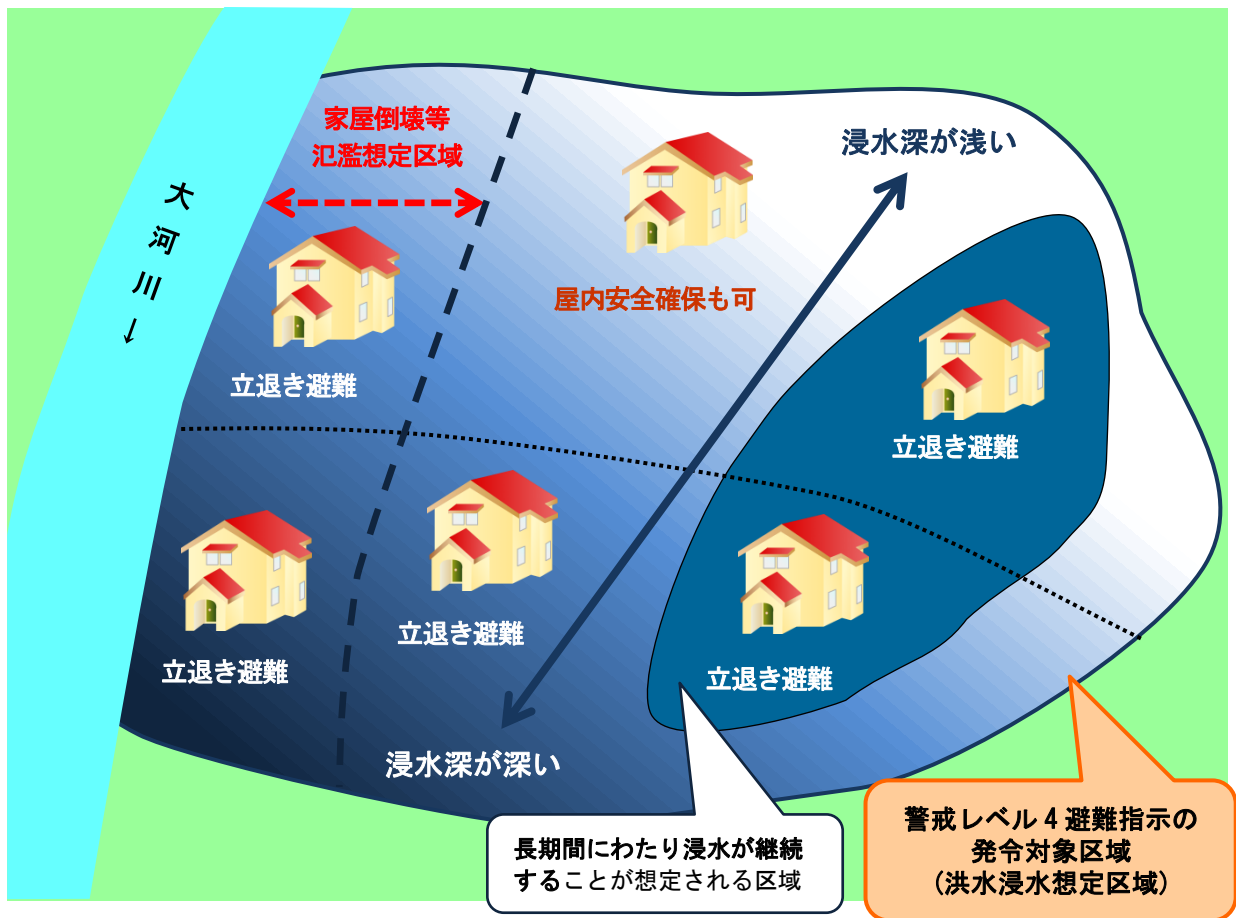 家屋倒壊等
氾濫想定区域
浸水深が浅い
大河川↓
屋内安全確保も可
立退き避難
立退き避難
立退き避難
立退き避難
立退き避難
浸水深が深い
長期間にわたり浸水が継続
することが想定される区域
警戒レベル4避難指示の
発令対象区域
(洪水浸水想定区域)